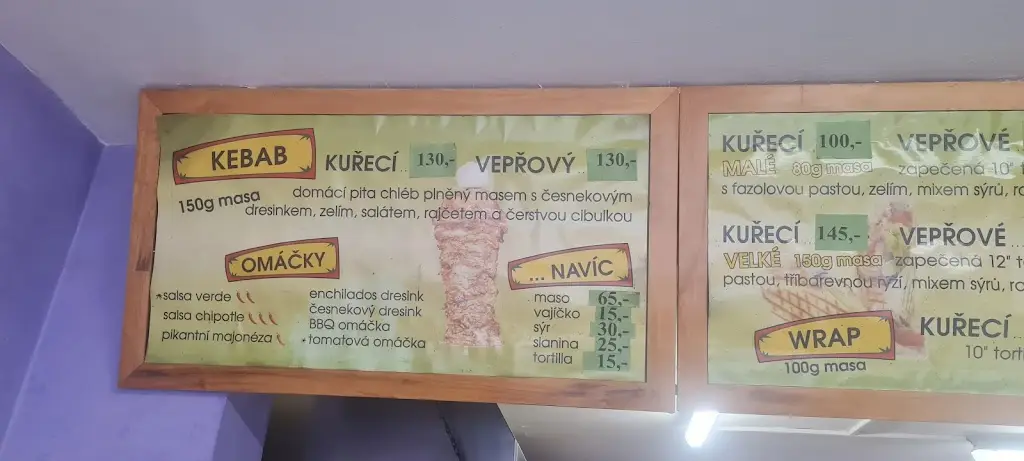 KEBAB KUŘECÍ.. 130,- VEPŘOVÝ.. 130,-
150g masa
domácí pita chléb plněný masem s česnekovým
dresinkem, zelím, salátem, rajčetem a čerstvou cibulkou
OMÁČKY
salsa verde
salsa chipotle
pikantní majonéza
enchilados dresink
česnekový dresink
BBQ omáčka
tomatová omáčka
... NAVÍC
maso 65,-
vajíčko 15,-
sýr 30,-
slanina 25,-
tortilla 15,-
KUŘECÍ.. 100,- VEPŘOVÉ
MALÉ 80g masa zapečená 10"
s fazolovou pastou, zelím, mixem sýrů,
KUŘECÍ... 145,- VEPŘOVÉ...
VELKÉ 150g masa zapečená 12"
pastou, tříbarevnou rýží, mixem sýrů,
WRAP KUŘECÍ..
100g masa
10"